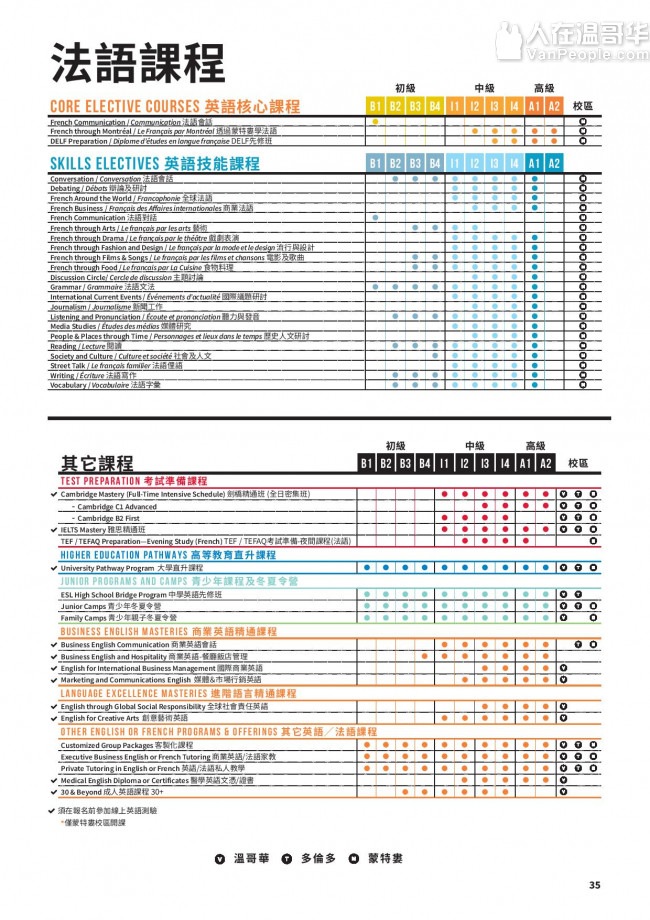 人在温哥华
VanPeople.com
法語課程
初級 中級 高級
CORE ELECTIVE COURSES 英語核心課程 B1 B2 B3 B4 I1 I2 I3 I4 A1 A2 校區
French Communication / Communication 法語會話
French through Montréal / Le Français par Montréal 透過蒙特婁學法語
DELF Preparation / Diplome d'études en langue française DELF先修班
SKILLS ELECTIVES 英語技能課程 B1 B2 B3 B4 I1 I2 I3 I4 A1 A2
Conversation / Conversation 法語會話
Debating / Débats 辯論及研討
French Around the World / Francophonie 全球法語
French Business / Français des Affaires internationales 商業法語
French Communication 法語對話
French through Arts / Le français par les arts 藝術
French through Drama / Le français par le théâtre 戲劇表演
French through Fashion and Design / Le français par la mode et le design 流行與設計
French through Films & Songs / Le français par les films et chansons 電影及歌曲
French through Food / Le francais par La Cuisine 食物料理
Discussion Circle/ Cercle de discussion 主題討論
Grammar / Grammaire 法語文法
International Current Events / Événements d'actualité 國際議題研討
Journalism / Journalisme 新聞工作
Listening and Pronunciation / Écoute et prononciation 聽力與發音
Media Studies / Études des médias 媒體研究
People & Places through Time / Personnages et lieux dans le temps 歷史人文研討
Reading / Lecture 閱讀
Society and Culture / Culture et société 社會及人文
Street Talk / Le français familier 法語俚語
Writing / Écriture 法語寫作
Vocabulary / Vocabulaire 法語字彙
初級 中級 高級
其它課程 B1 B2 B3 B4 I1 I2 I3 I4 A1 A2 校區
TEST PREPARATION 考試準備課程
✔ Cambridge Mastery (Full-Time Intensive Schedule) 劍橋精通班 (全日密集班) V T M
- Cambridge C1 Advanced V T M
- Cambridge B2 First V T M
✔ IELTS Mastery 雅思精通班 V T M
TEF / TEFAQ Preparation—Evening Study (French) TEF / TEFAQ考試準備-夜間課程(法語) M
HIGHER EDUCATION PATHWAYS 高等教育直升課程
✔ University Pathway Program 大學直升課程 V T M
JUNIOR PROGRAMS AND CAMPS 青少年課程及冬夏令營
ESL High School Bridge Program 中學英語先修班 V T
Junior Camps 青少年冬夏令營 V T M
Family Camps 青少年親子冬夏令營 V M
BUSINESS ENGLISH MASTERIES 商業英語精通課程
✔ Business English Communication 商業英語會話 T M
✔ Business English and Hospitality 商業英語-餐廳飯店管理
✔ English for International Business Management 國際商業英語 V
✔ Marketing and Communications English 媒體&市場行銷英語 V
LANGUAGE EXCELLENCE MASTERIES 進階語言精通課程
✔ English through Global Social Responsibility 全球社會責任英語 V
✔ English for Creative Arts 創意藝術英語 V
OTHER ENGLISH OR FRENCH PROGRAMS & OFFERINGS 其它英語／法語課程
Customized Group Packages 客製化課程 V T M
Executive Business English or French Tutoring 商業英語/法語家教 V T M
Private Tutoring in English or French 英語/法語私人教學 V T M
✔ Medical English Diploma or Certificates 醫學英語文憑/證書 V
✔ 30 & Beyond 成人英語課程 30+ V
✔ 須在報名前參加線上英語測驗
*僅蒙特婁校區開課
V 溫哥華 T 多倫多 M 蒙特婁
35